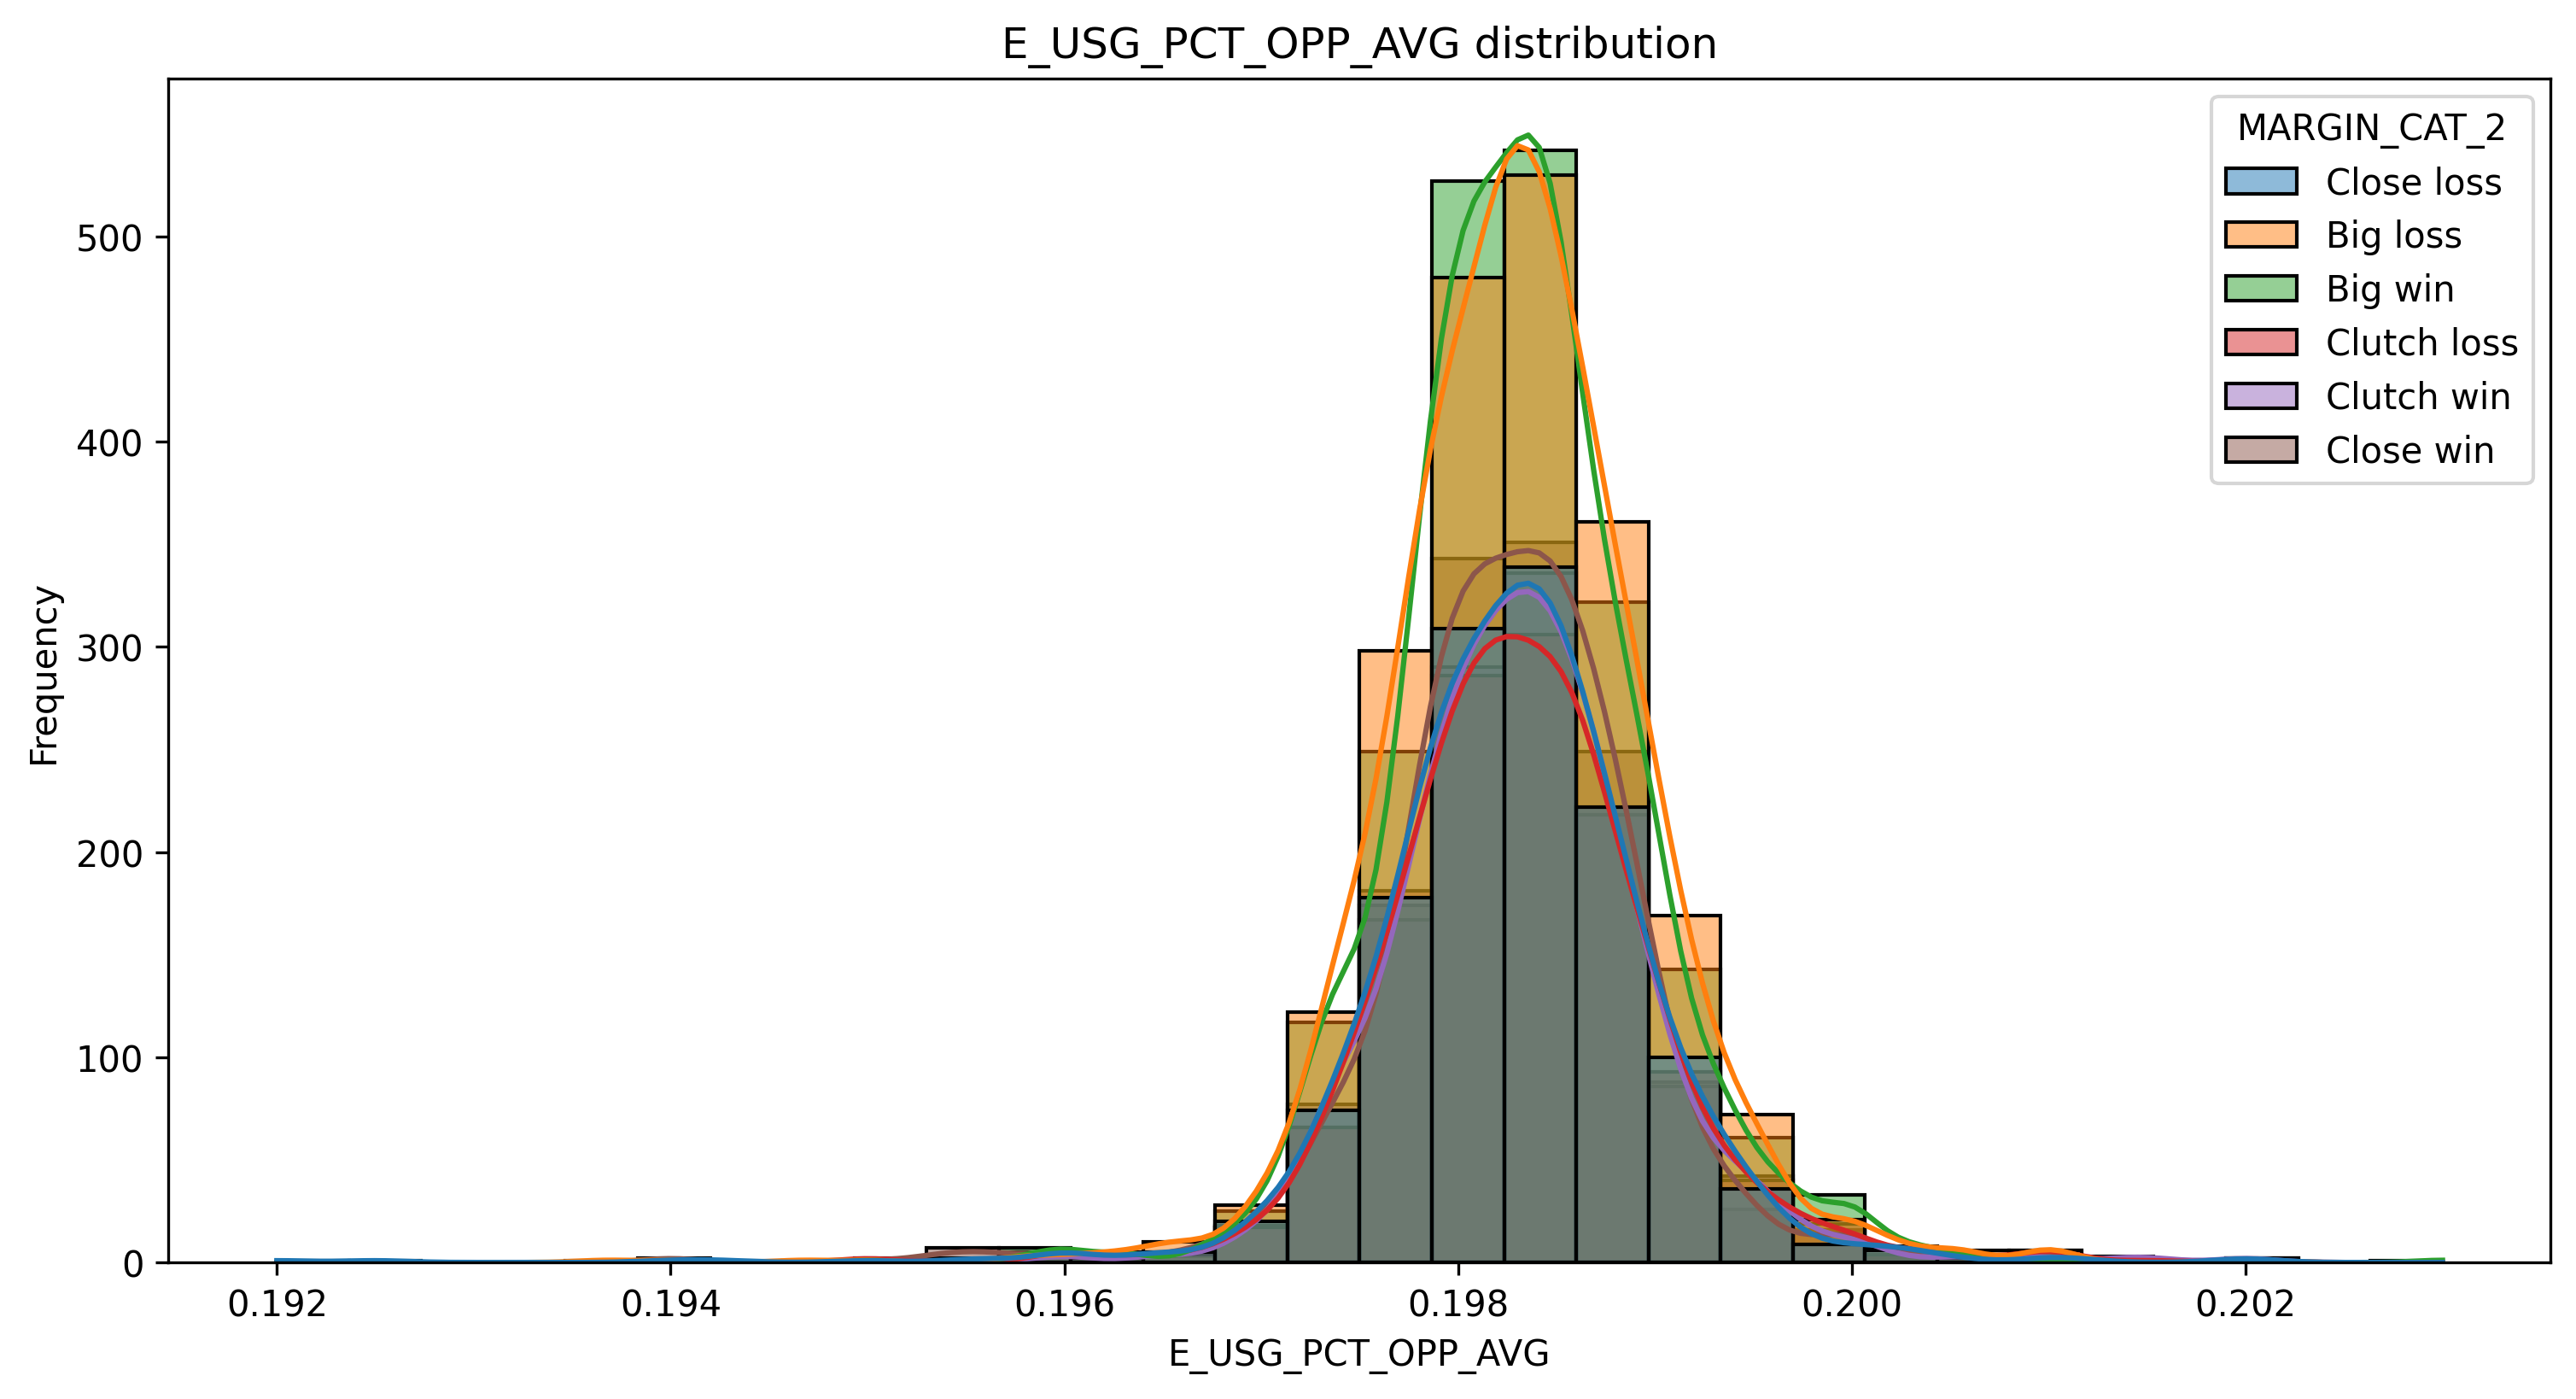 E_USG_PCT_OPP_AVG distribution
MARGIN_CAT_2
Close loss
Big loss
Big win
Clutch loss
Clutch win
Close win
Frequency
500
400
300
200
100
0
0.192 0.194 0.196 0.198 0.200 0.202
E_USG_PCT_OPP_AVG